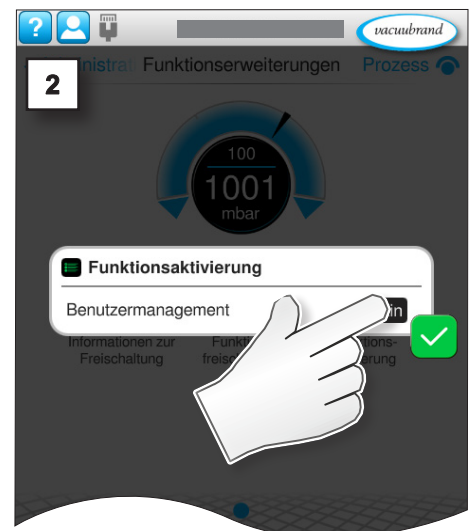 ?
vacuubrand
2
Funktionserweiterungen
Prozess
100
1001
mbar
Funktionsaktivierung
Benutzermanagement
Informationen zur
Freischaltung